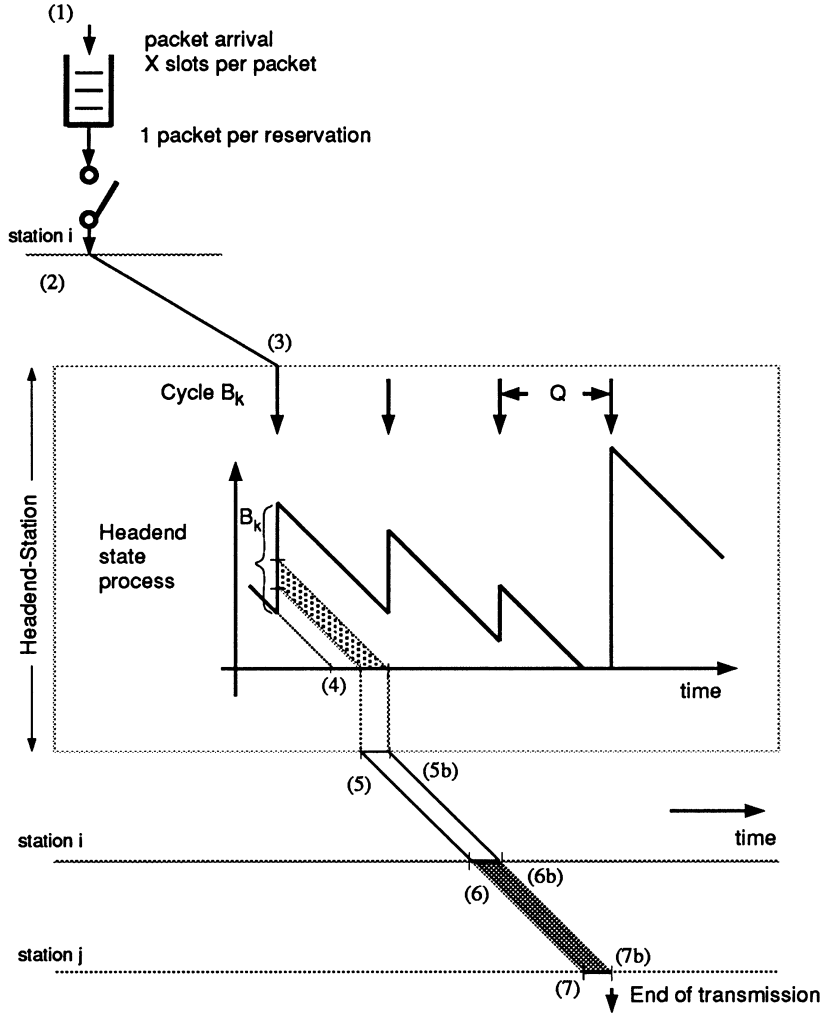 (1)
packet arrival
X slots per packet
1 packet per reservation
station i
(2)
(3)
Cycle Bk
Q
Headend-Station
Bk
Headend
state
process
(4)
time
(5)
(5b)
time
station i
(6)
(6b)
station j
(7)
(7b)
End of transmission